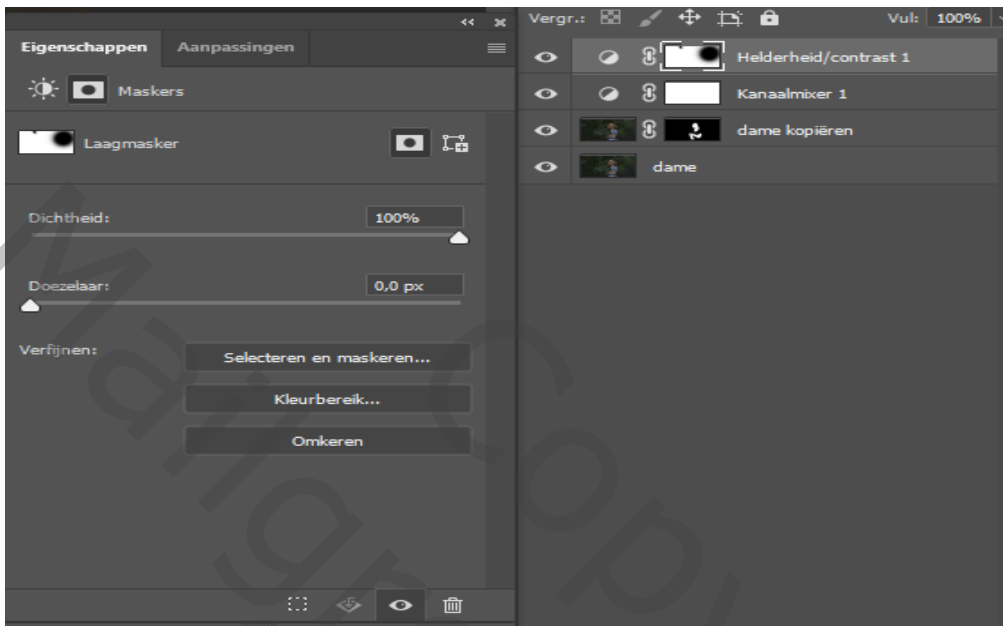 Eigenschappen Aanpassingen
Maskers
Laagmasker
Dichtheid: 100%
Doezelaar: 0,0 px
Verfijnen:
Selecteren en maskeren...
Kleurbereik...
Omkeren
Vergr.: Vul: 100%
Helderheid/contrast 1
Kanaalmixer 1
dame kopiëren
dame